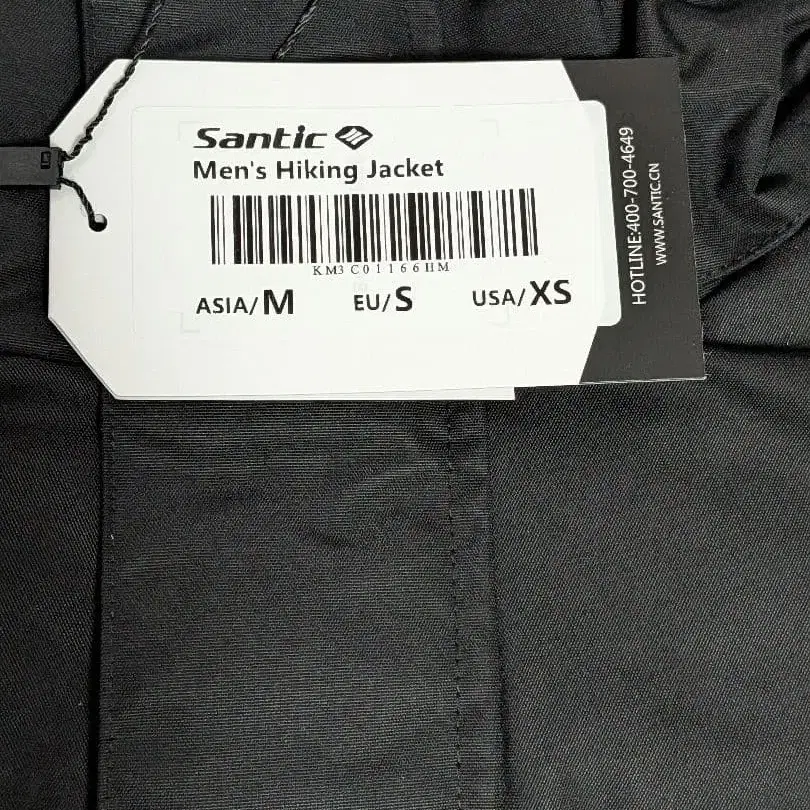 Santic
Men's Hiking Jacket
KM3C01166HM
ASIA/M EU/S USA/XS
HOTLINE:400-700-4649
WWW.SANTIC.CN